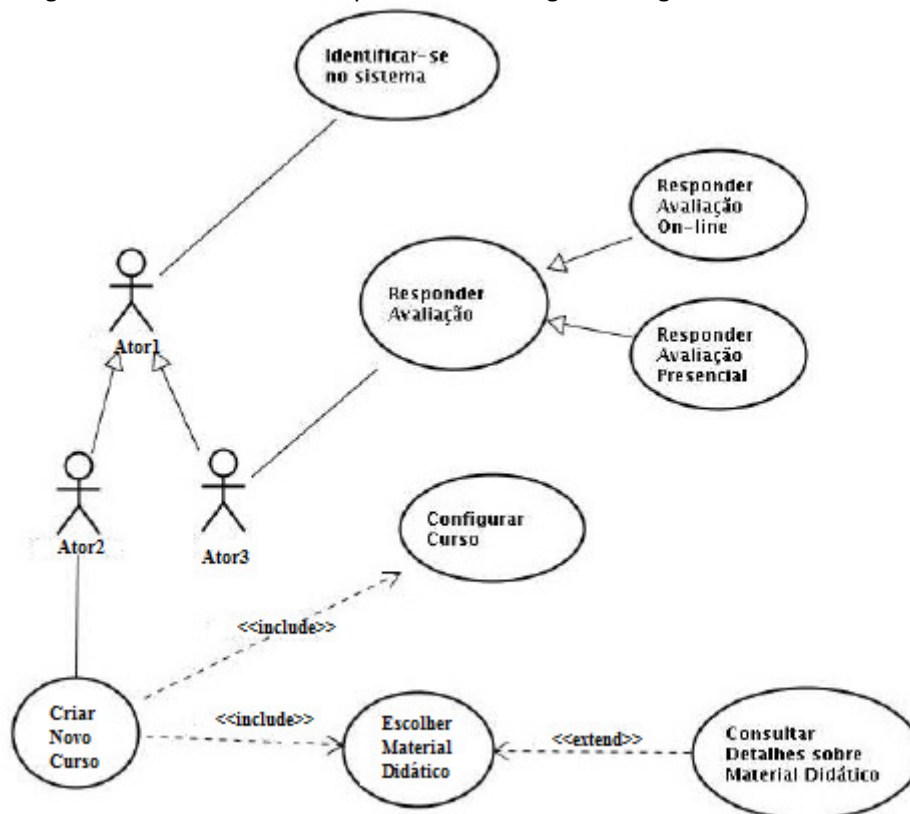 Identificar-se
no sistema
Responder
Avaliação
On-line
Responder
Avaliação
Responder
Avaliação
Presencial
Ator1
Ator2
Ator3
Configurar
Curso
<<include>>
Criar
Novo
Curso
<<include>>
Escolher
Material
Didático
<<extend>>
Consultar
Detalhes sobre
Material Didático